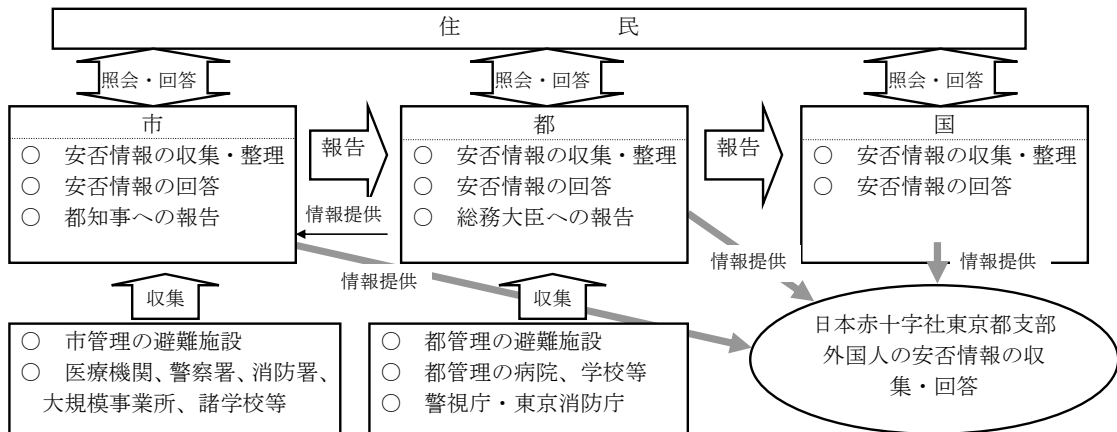 住　　　　民
照会・回答
照会・回答
照会・回答
市
○　安否情報の収集・整理
○　安否情報の回答
○　都知事への報告
報告
都
○　安否情報の収集・整理
○　安否情報の回答
○　総務大臣への報告
報告
国
○　安否情報の収集・整理
○　安否情報の回答
情報提供
情報提供
情報提供
情報提供
収集
収集
○　市管理の避難施設
○　医療機関、警察署、消防署、
大規模事業所、諸学校等
○　都管理の避難施設
○　都管理の病院、学校等
○　警視庁・東京消防庁
日本赤十字社東京都支部
外国人の安否情報の収
集・回答